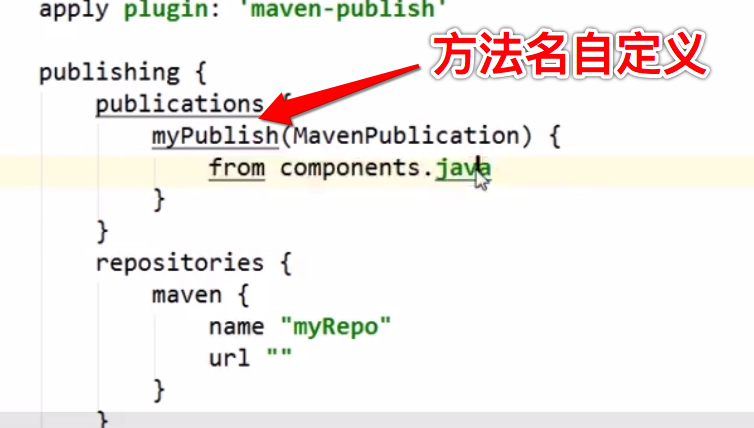 apply plugin: 'maven-publish'
方法名自定义
publishing {
publications {
myPublish(MavenPublication) {
from components.java
}
}
repositories {
maven {
name "myRepo"
url ""
}
}